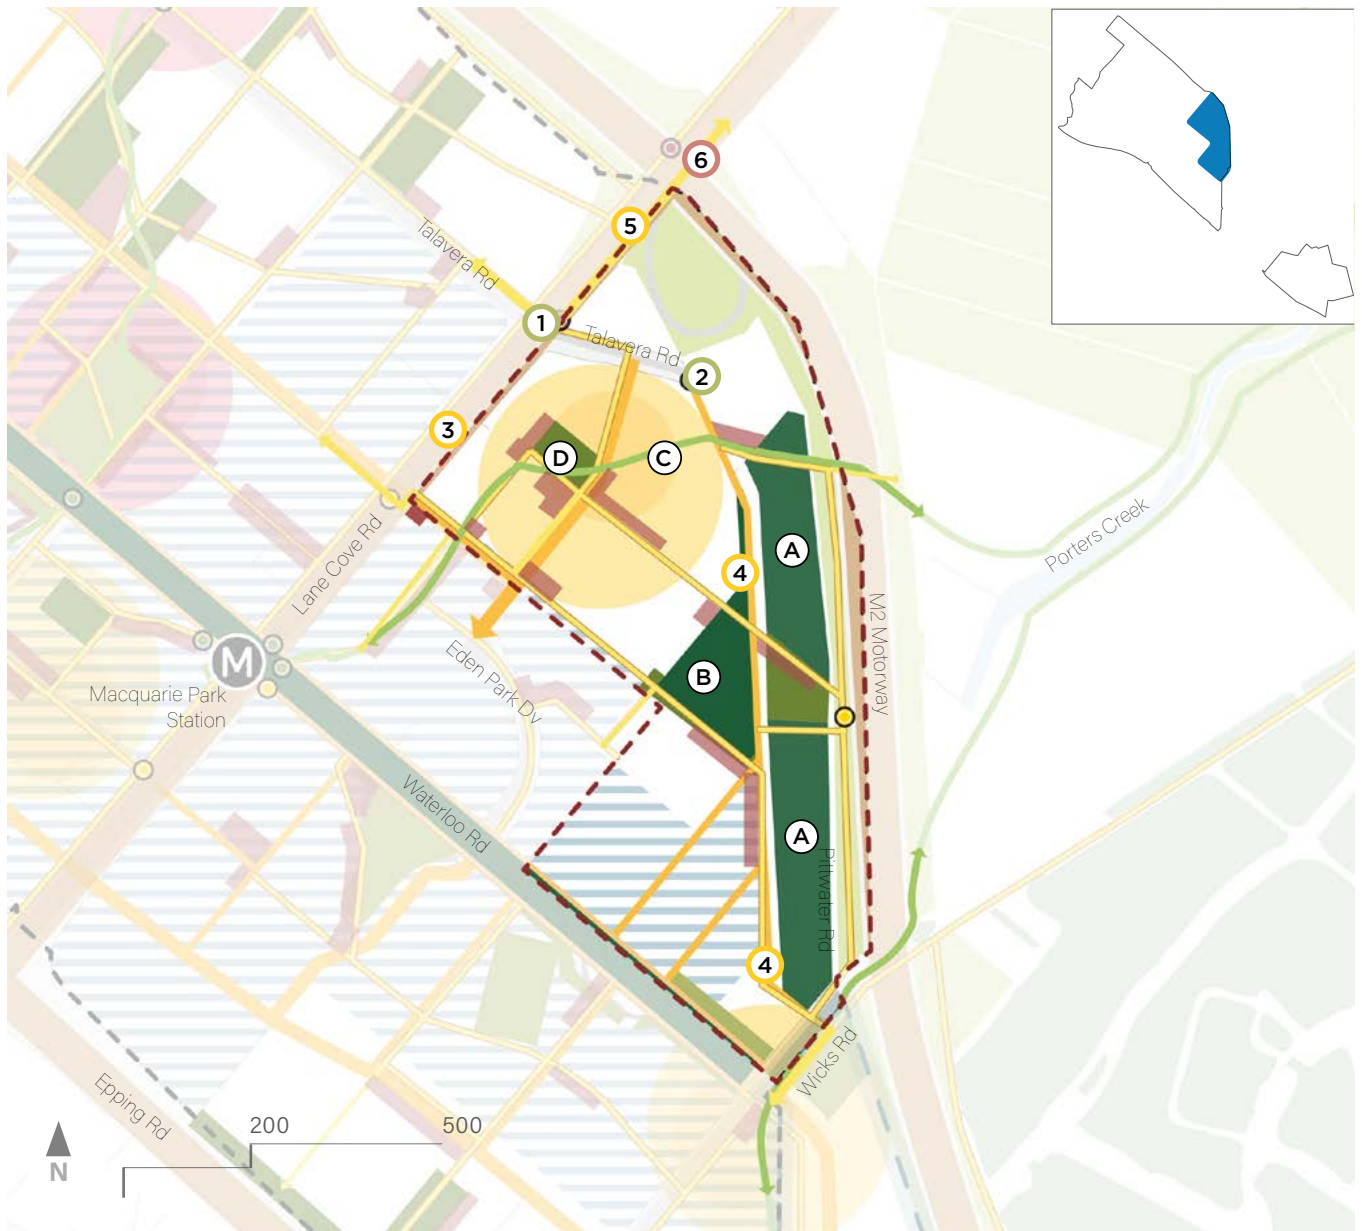 6
5
Talavera Rd
1
Talavera Rd
2
3
D
C
A
4
Lane Cove Rd
Porters Creek
M2 Motorway
M
Eden Park Dv
B
Macquarie Park
Station
Waterloo Rd
A
Pittwater Rd
4
Wicks Rd
Epping Rd
200
500
N